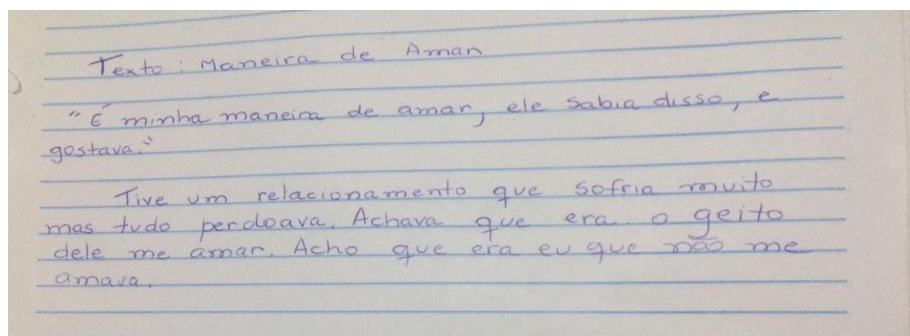 Texto: Maneira de Amar
"É minha maneira de amar, ele sabia disso, e
gostava."
Tive um relacionamento que sofria muito
mas tudo perdoava. Achava que era o geito
dele me amar. Acho que era eu que não me
amava.